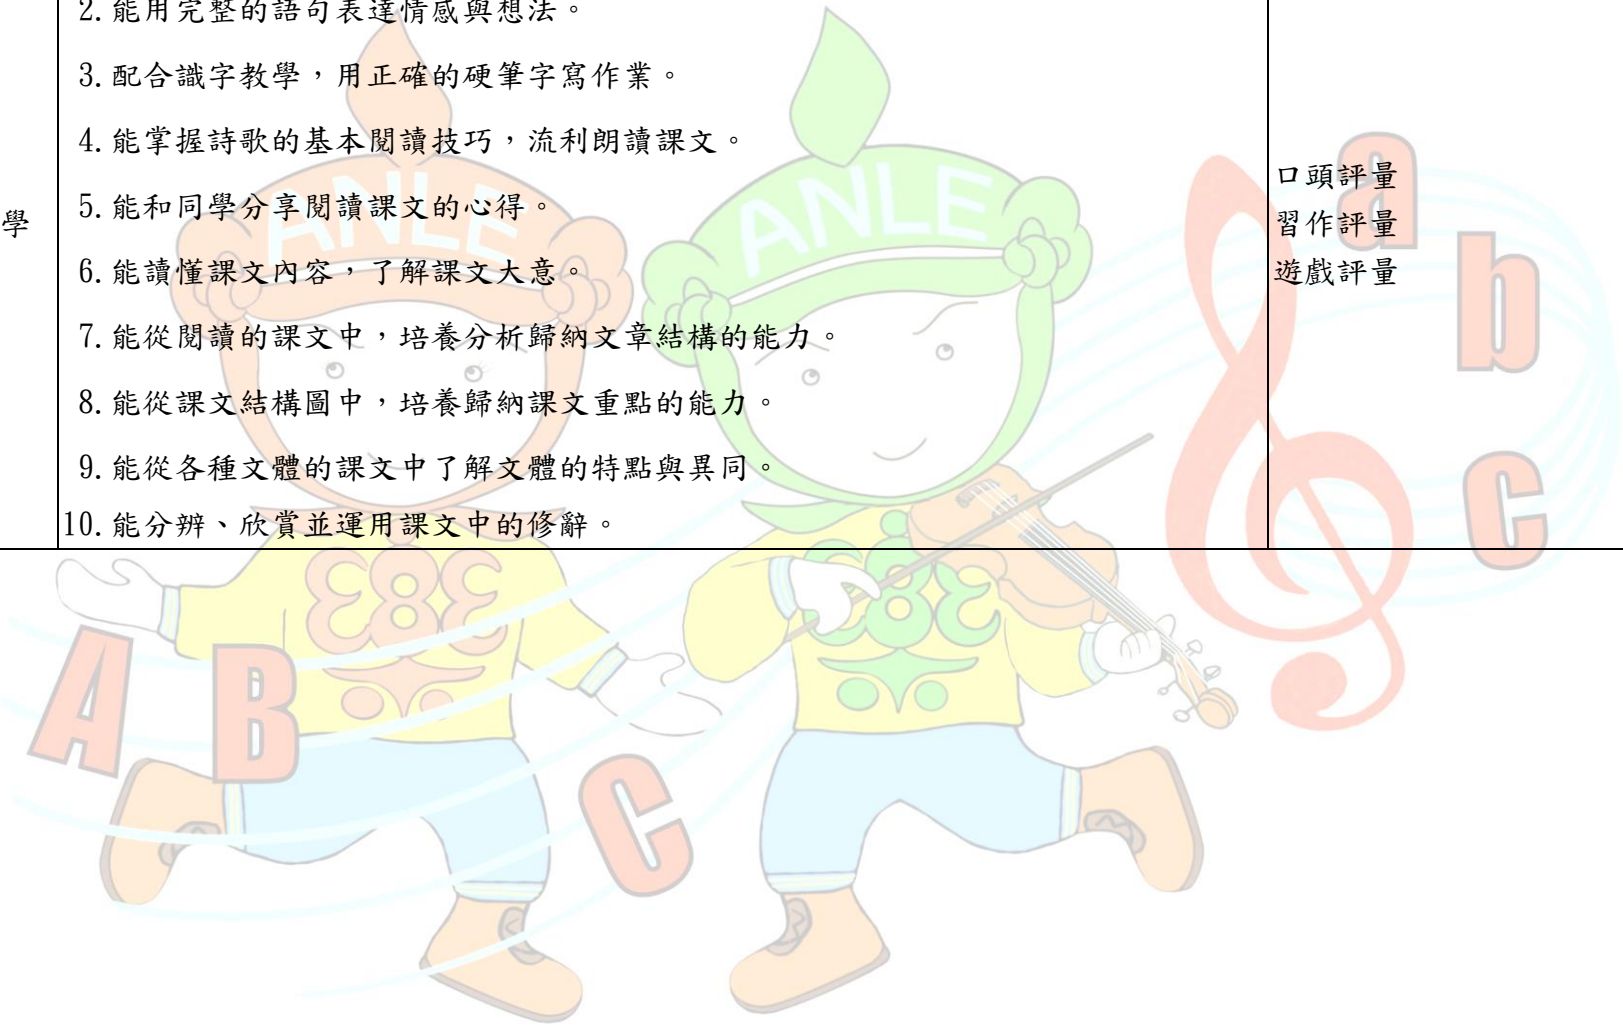 2.能用完整的語句表達情感與想法。
3.配合識字教學，用正確的硬筆字寫作業。
4.能掌握詩歌的基本閱讀技巧，流利朗讀課文。
5.能和同學分享閱讀課文的心得。
6.能讀懂課文內容，了解課文大意。
7.能從閱讀的課文中，培養分析歸納文章結構的能力。
8.能從課文結構圖中，培養歸納課文重點的能力。
9.能從各種文體的課文中了解文體的特點與異同。
10.能分辨、欣賞並運用課文中的修辭。
學
口頭評量
習作評量
遊戲評量
ANLE
ANLE
a
b
c
A
B
C